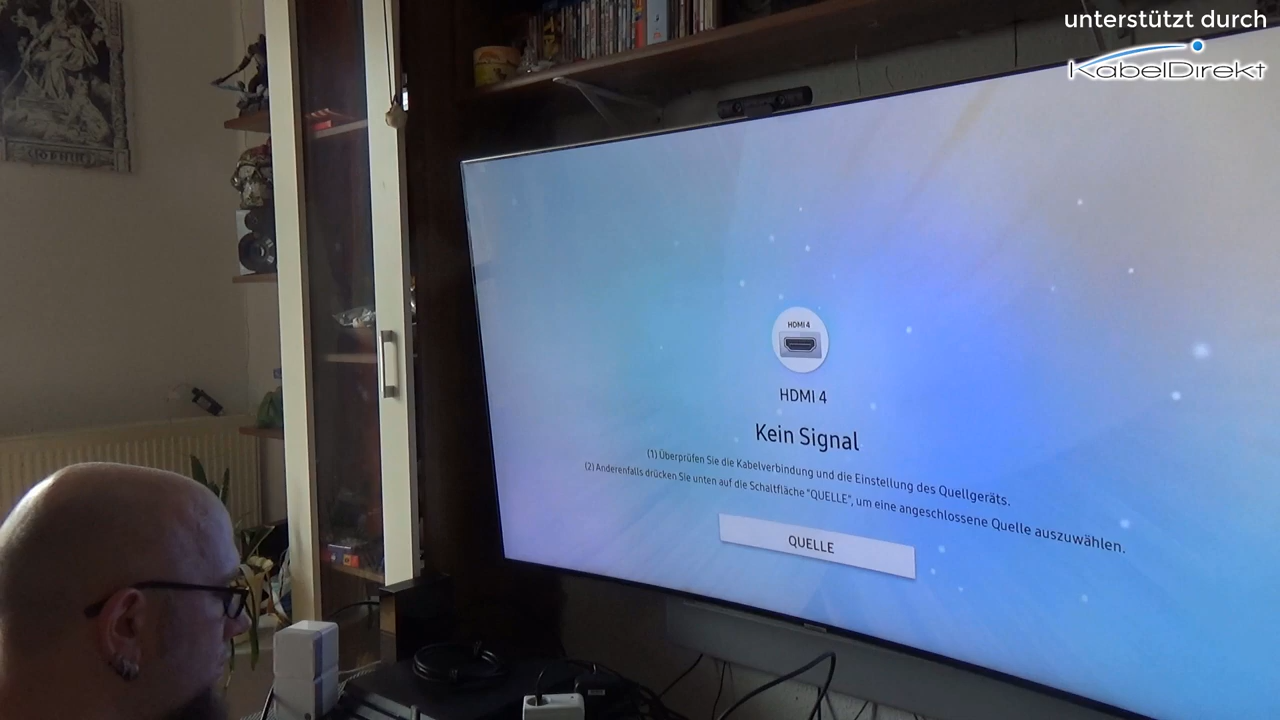 unterstützt durch
KabelDirekt
HDMI 4
HDMI 4
Kein Signal
(1) Überprüfen Sie die Kabelverbindung und die Einstellung des Quellgeräts.
(2) Anderenfalls drücken Sie unten auf die Schaltfläche "QUELLE", um eine angeschlossene Quelle auszuwählen.
QUELLE